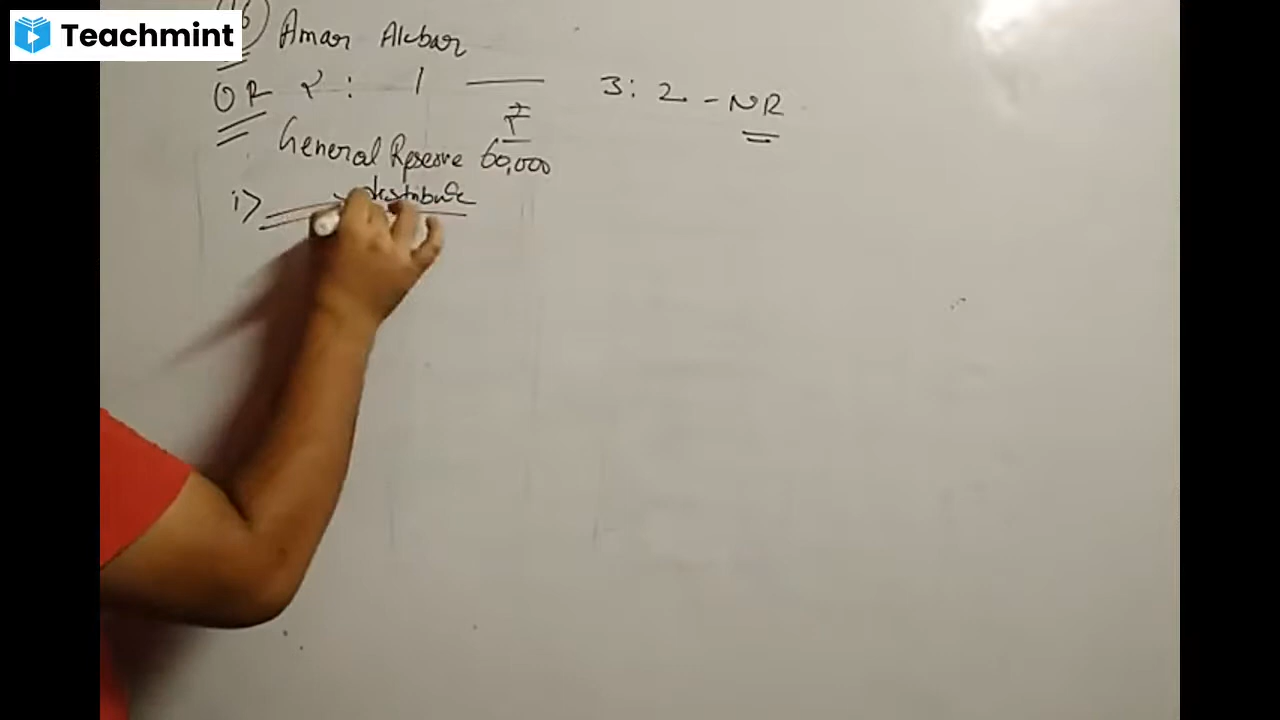 Teachmint
Amar Akbar
OR 2 : 1 — 3 : 2 - NR
₹
General Reserve 60,000
i> distribute